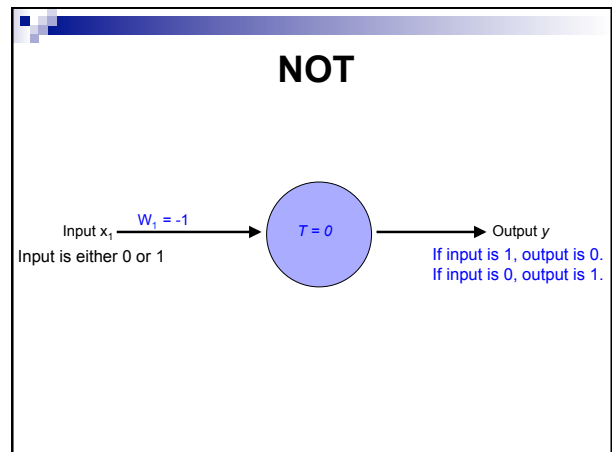 NOT
W₁ = -1
Input x₁
T = 0
Output y
Input is either 0 or 1
If input is 1, output is 0.
If input is 0, output is 1.